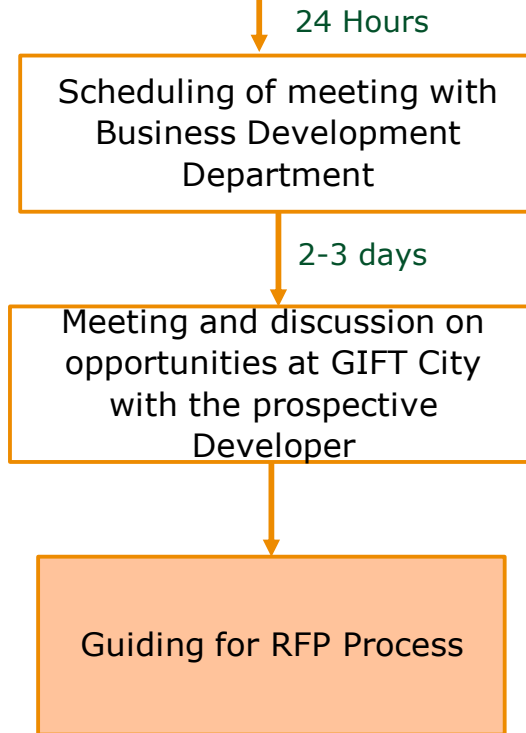 24 Hours
Scheduling of meeting with
Business Development
Department
2-3 days
Meeting and discussion on
opportunities at GIFT City
with the prospective
Developer
Guiding for RFP Process